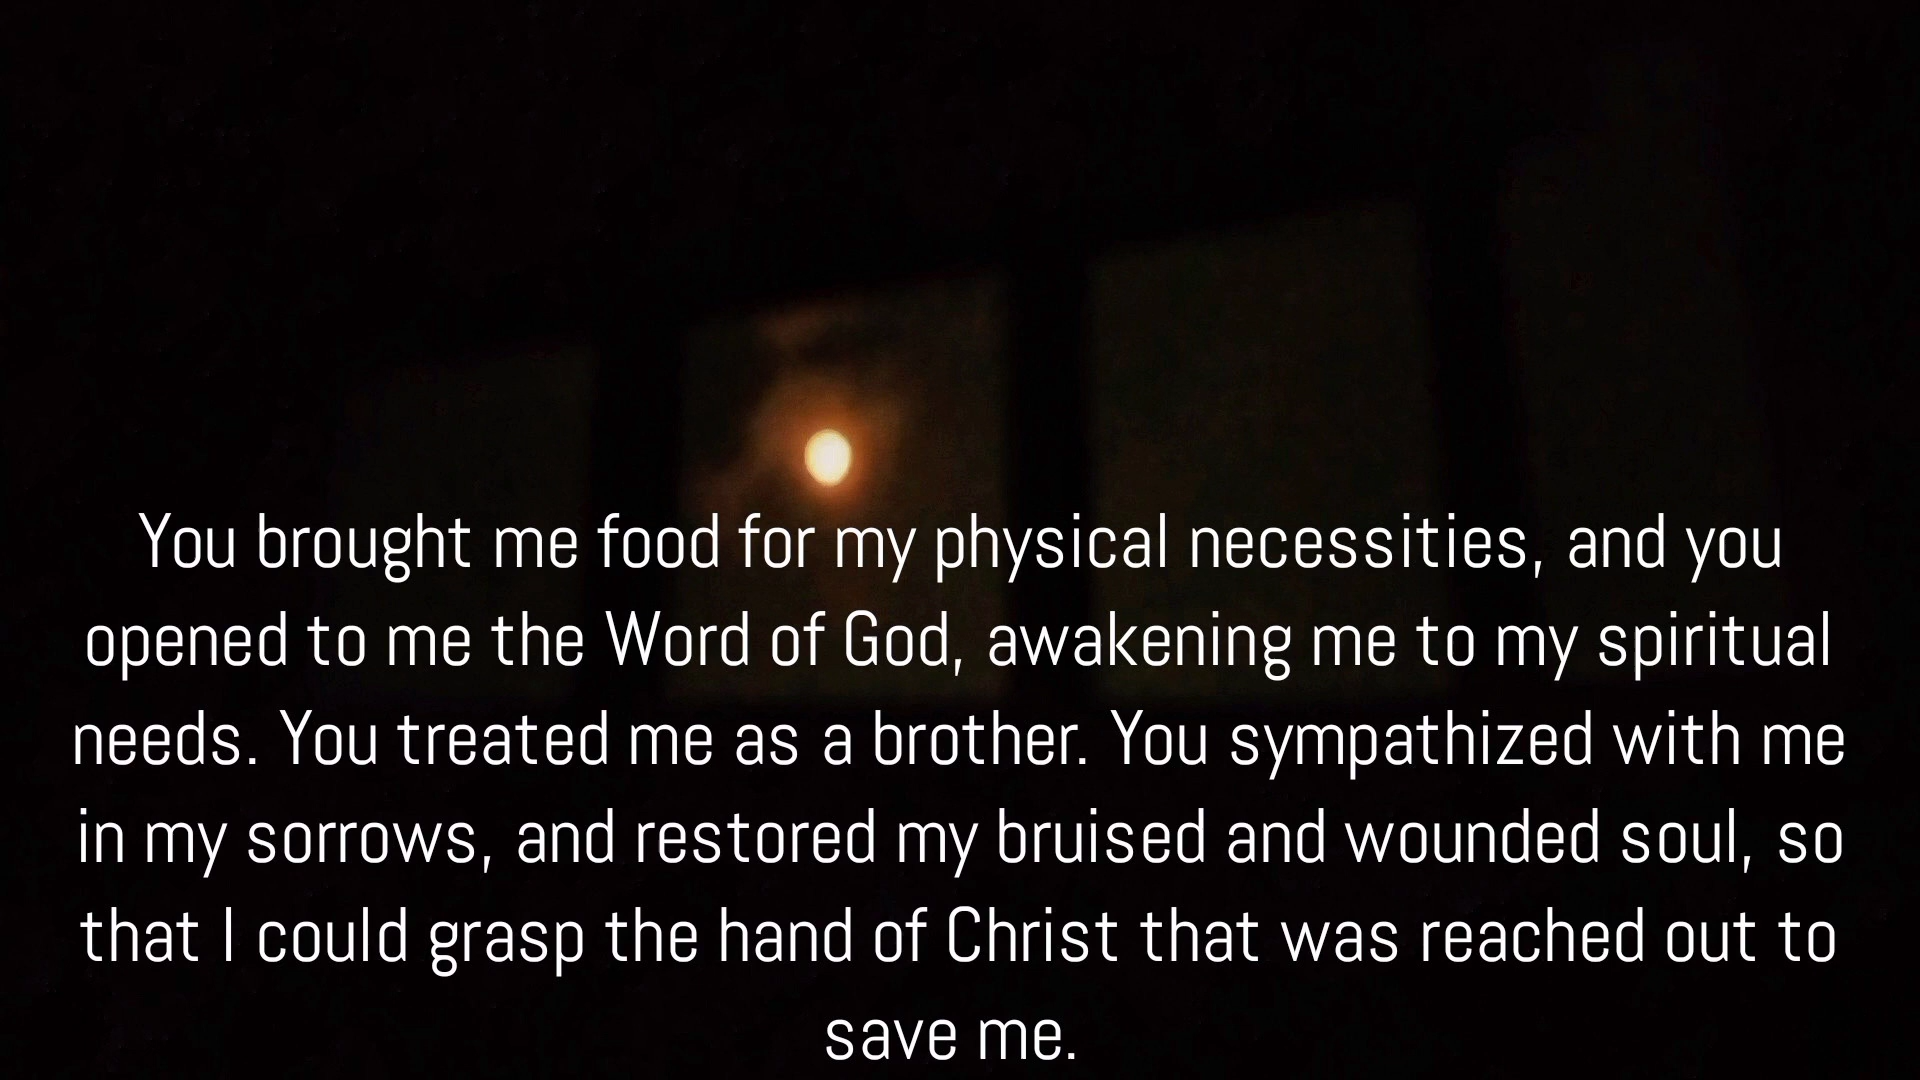 You brought me food for my physical necessities, and you
opened to me the Word of God, awakening me to my spiritual
needs. You treated me as a brother. You sympathized with me
in my sorrows, and restored my bruised and wounded soul, so
that I could grasp the hand of Christ that was reached out to
save me.